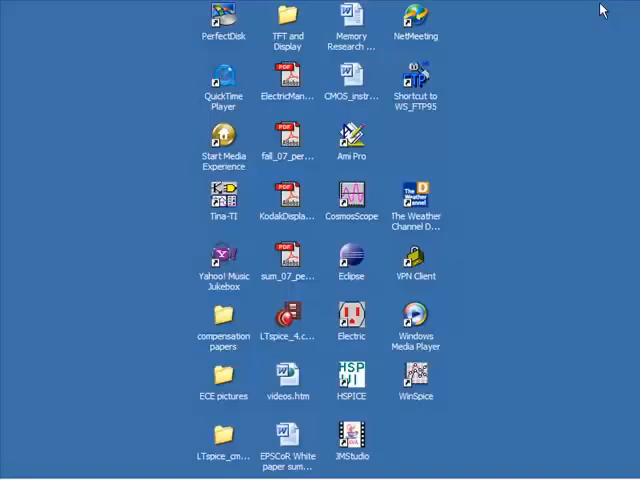 PerfectDisk
TFT and
Display
Memory
Research ...
NetMeeting
QuickTime
Player
ElectricMan...
CMOS_instr...
Shortcut to
WS_FTP95
Start Media
Experience
fall_07_per...
Ami Pro
Tina-TI
KodakDispla...
CosmosScope
The Weather
Channel D...
Yahoo! Music
Jukebox
sum_07_pe...
Eclipse
VPN Client
compensation
papers
LTspice_4.c...
Electric
Windows
Media Player
ECE pictures
videos.htm
HSPICE
WinSpice
LTspice_cm...
EPSCoR White
paper sum...
JMStudio